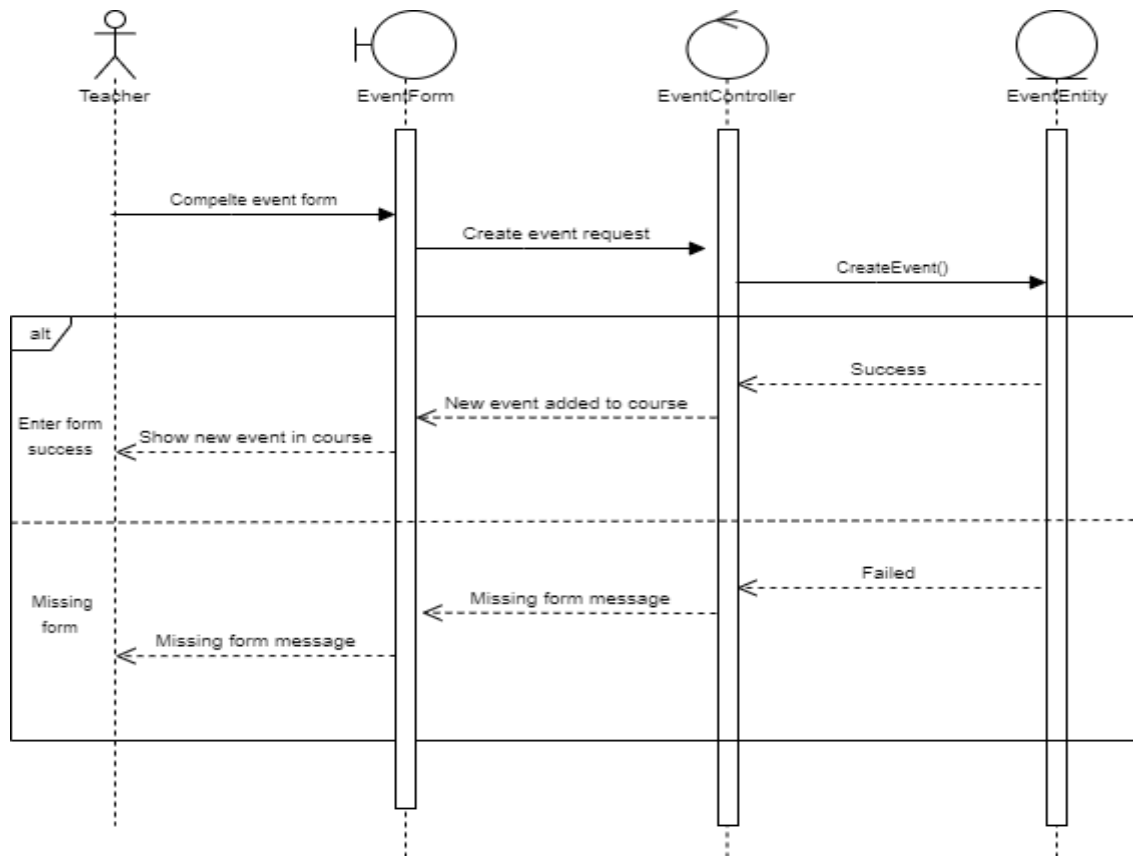 Teacher
EventForm
EventController
EventEntity
Compelte event form
Create event request
CreateEvent()
alt
Success
New event added to course
Enter form
success
Show new event in course
Failed
Missing
form
Missing form message
Missing form message